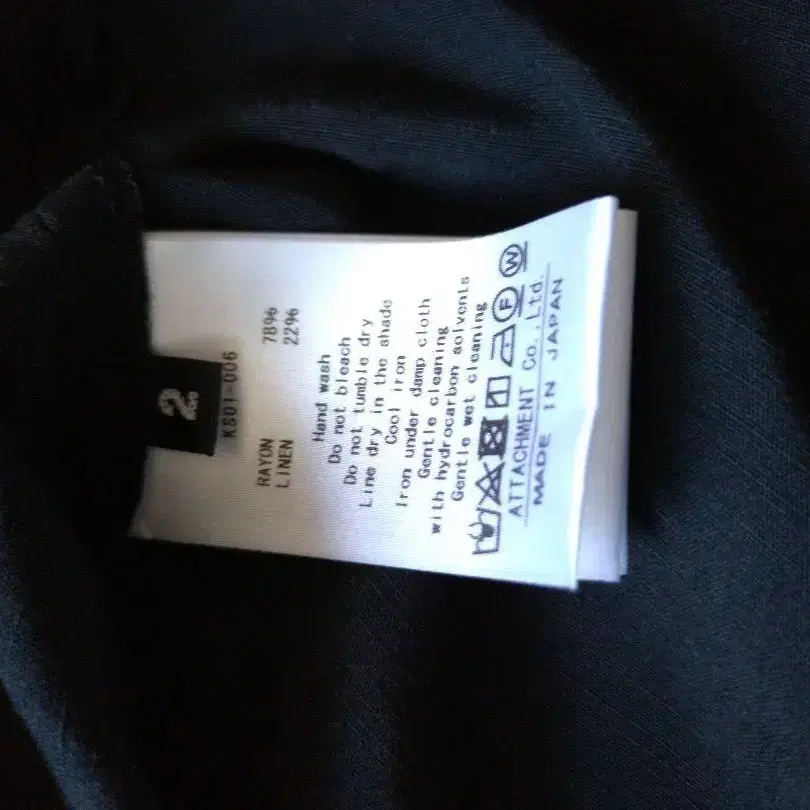 2
KS01-006
RAYON 78%
LINEN 22%
Hand wash
Do not bleach
Do not tumble dry
Line dry in the shade
Cool iron
Iron under damp cloth
Gentle cleaning
with hydrocarbon solvents
Gentle wet cleaning
F W
ATTACHMENT Co.,Ltd.
MADE IN JAPAN